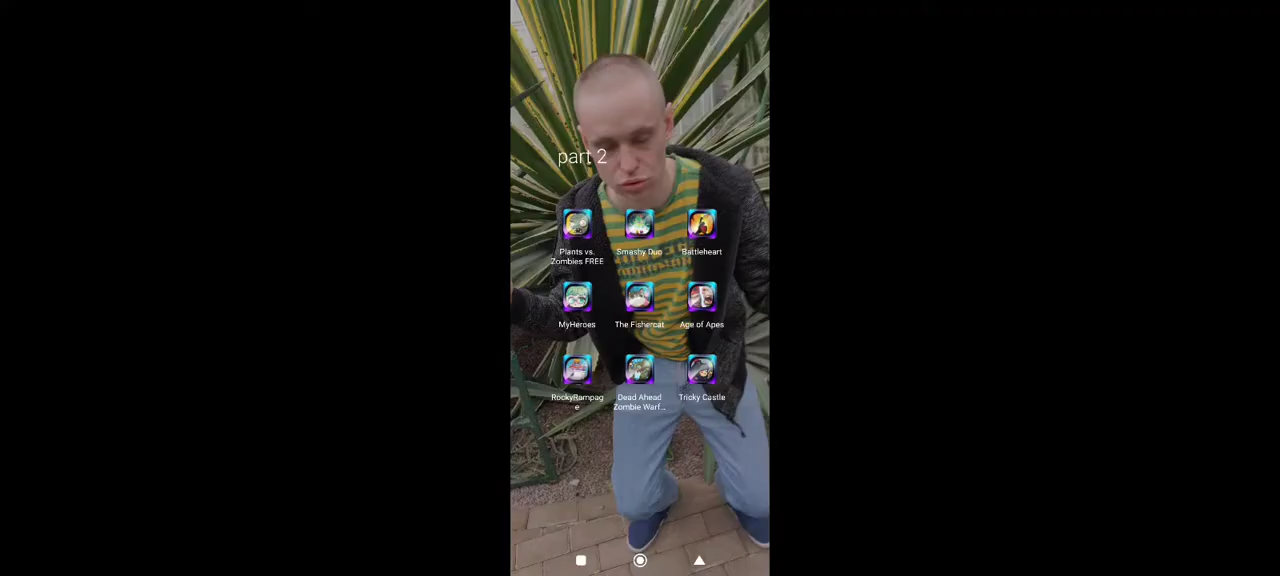 part 2
Plants vs. Zombies FREE
Smashy Duo
Battleheart
MyHeroes
The Fishercat
Age of Apes
RockyRampage
Dead Ahead Zombie Warf..
Tricky Castle